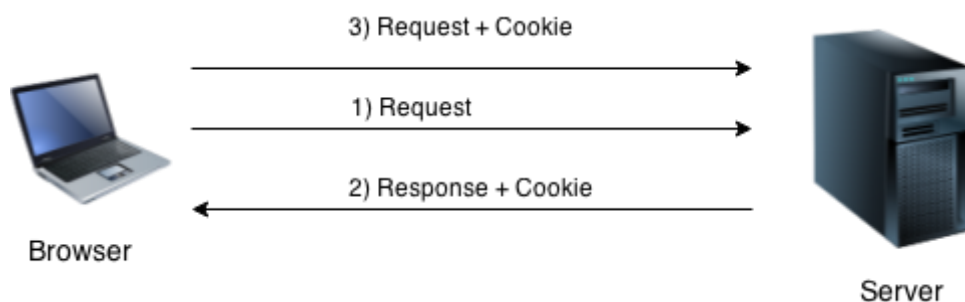 3) Request + Cookie
1) Request
2) Response + Cookie
Browser
Server